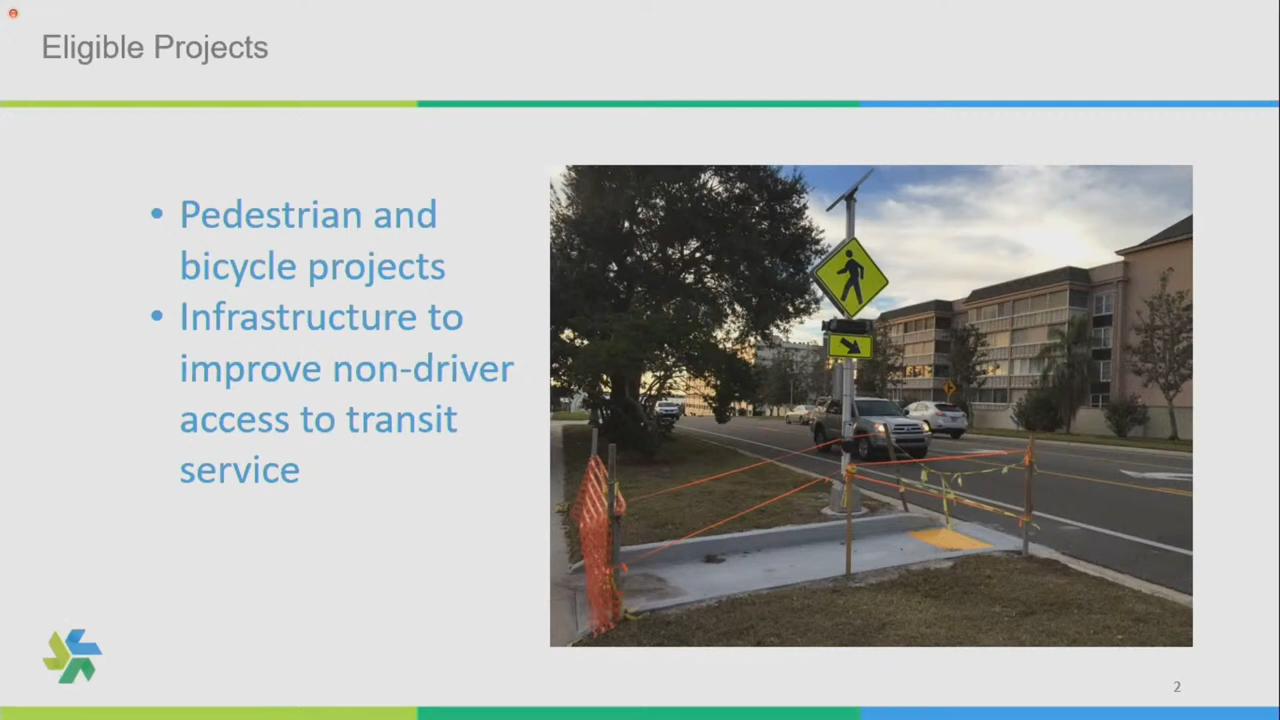 Eligible Projects
• Pedestrian and
bicycle projects
• Infrastructure to
improve non-driver
access to transit
service
2